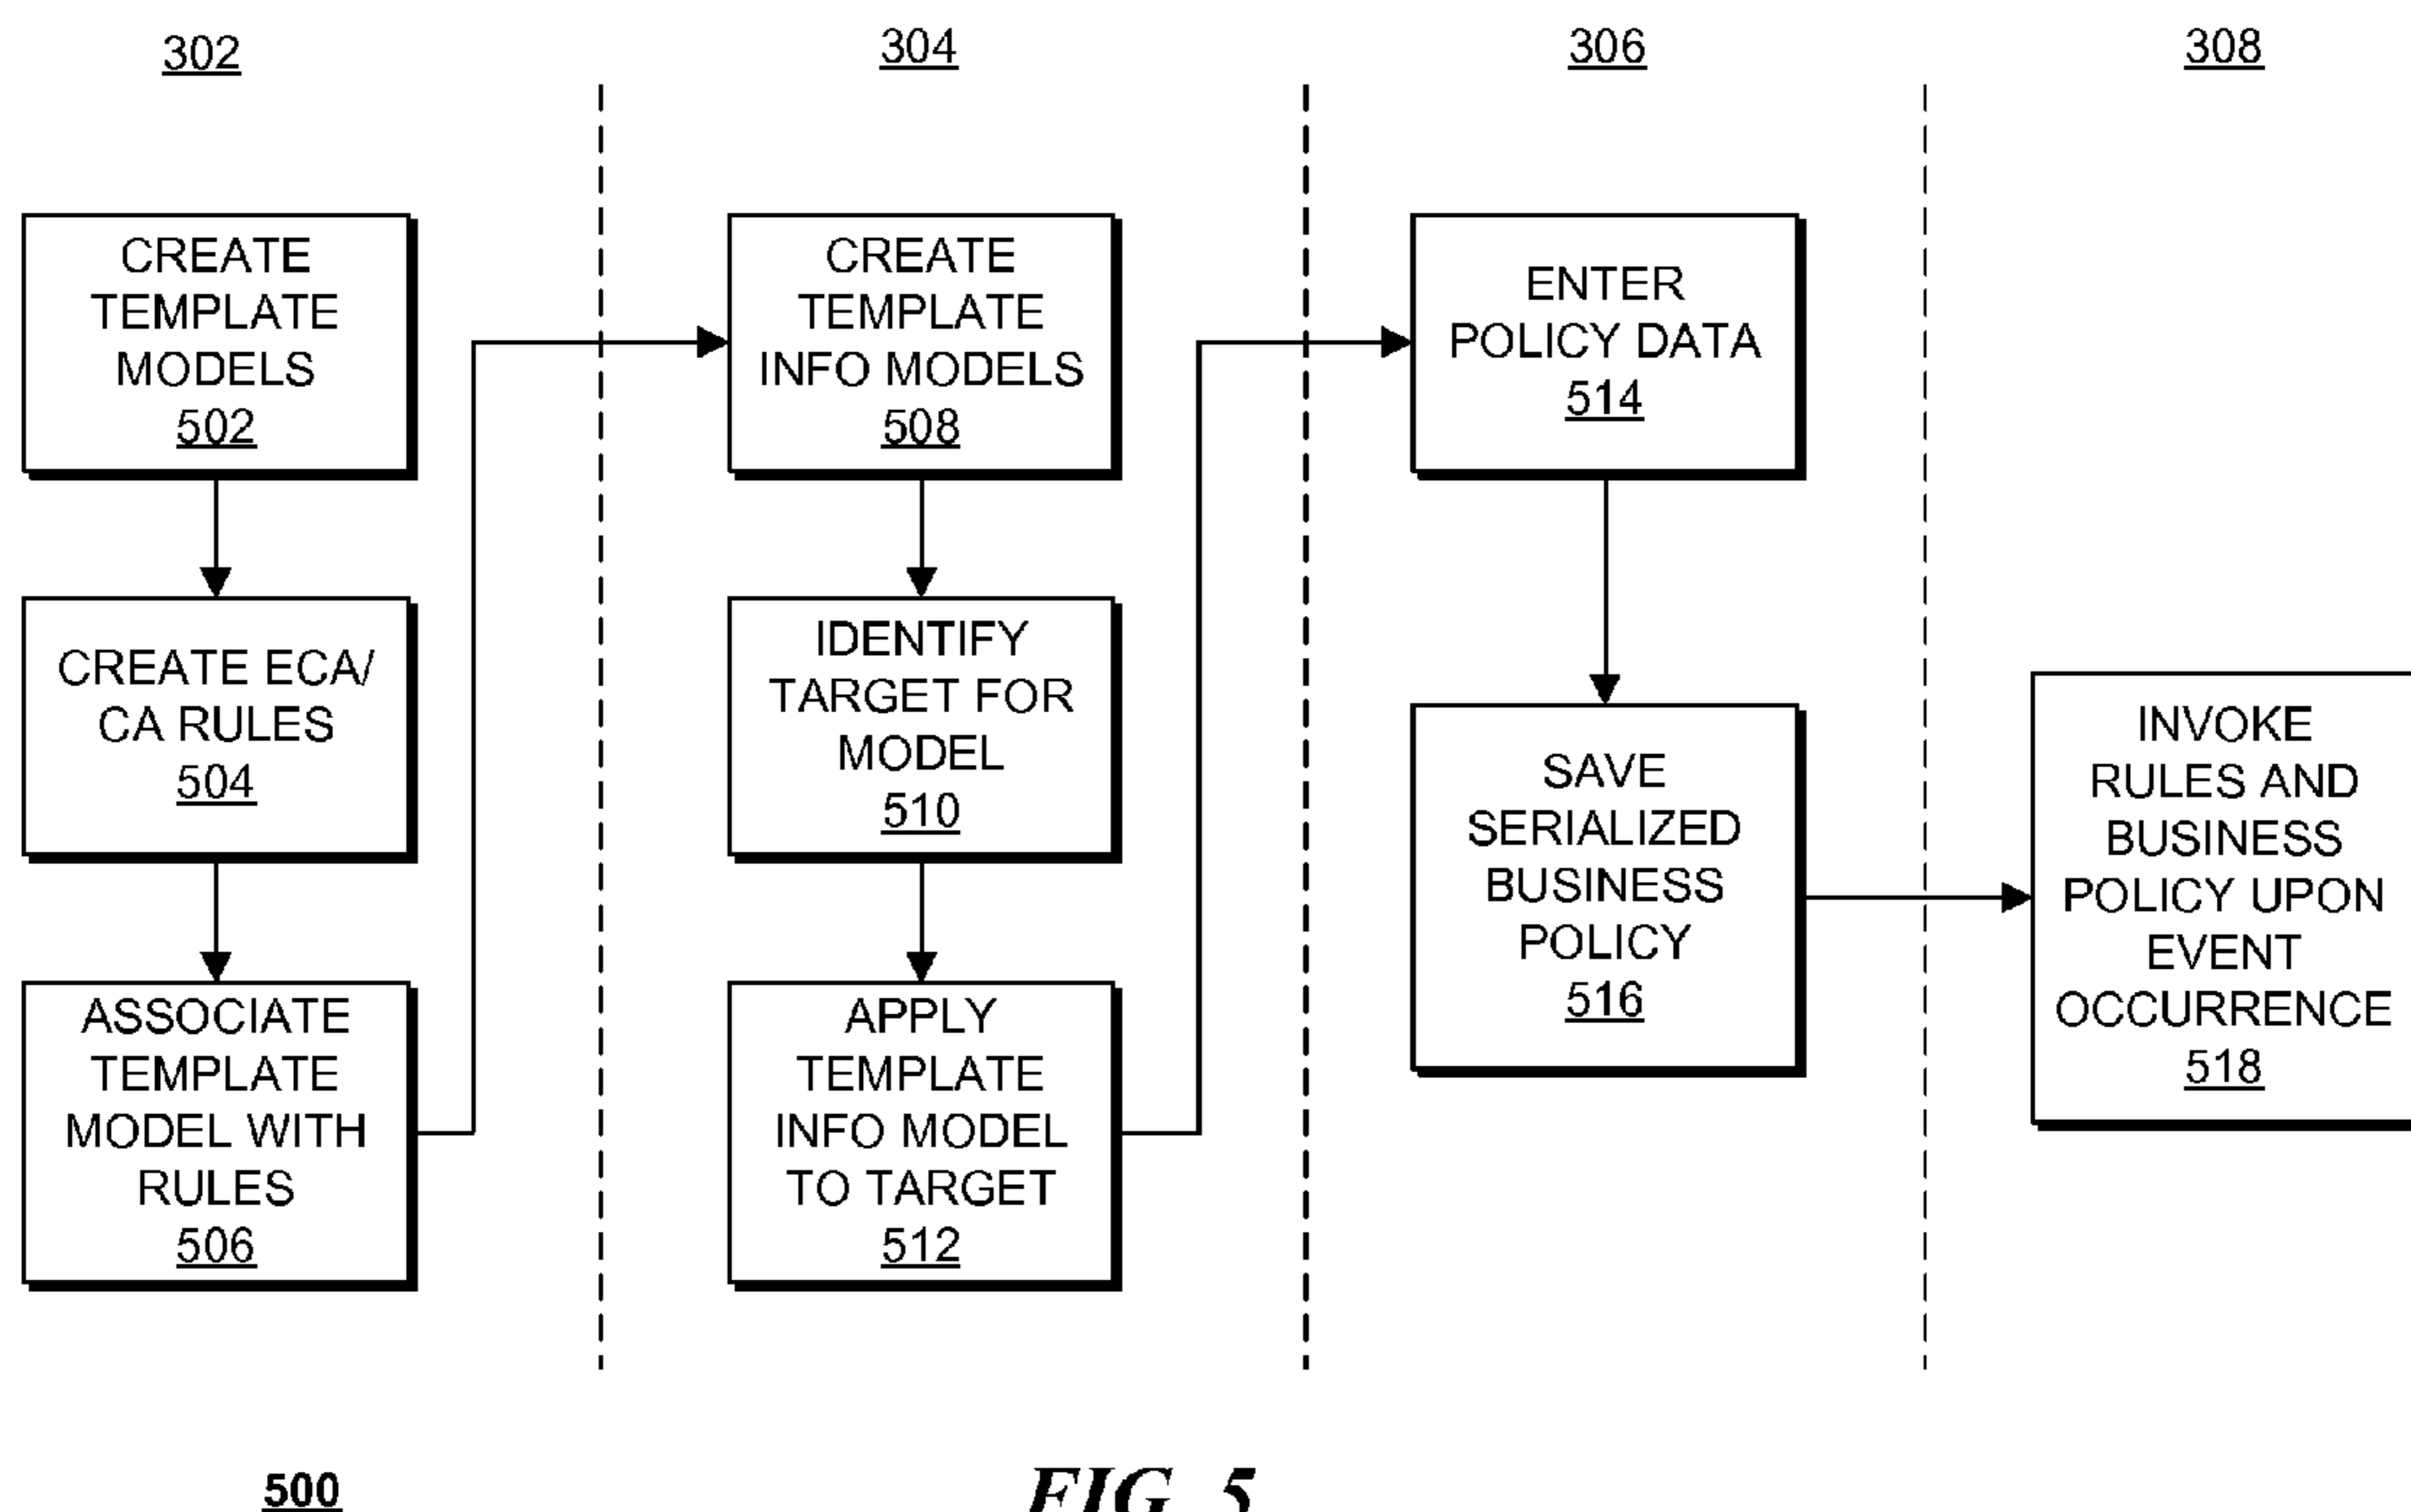 302
304
306
308
CREATE
TEMPLATE
MODELS
502
CREATE ECA/
CA RULES
504
ASSOCIATE
TEMPLATE
MODEL WITH
RULES
506
CREATE
TEMPLATE
INFO MODELS
508
IDENTIFY
TARGET FOR
MODEL
510
APPLY
TEMPLATE
INFO MODEL
TO TARGET
512
ENTER
POLICY DATA
514
SAVE
SERIALIZED
BUSINESS
POLICY
516
INVOKE
RULES AND
BUSINESS
POLICY UPON
EVENT
OCCURRENCE
518
500
FIG. 5